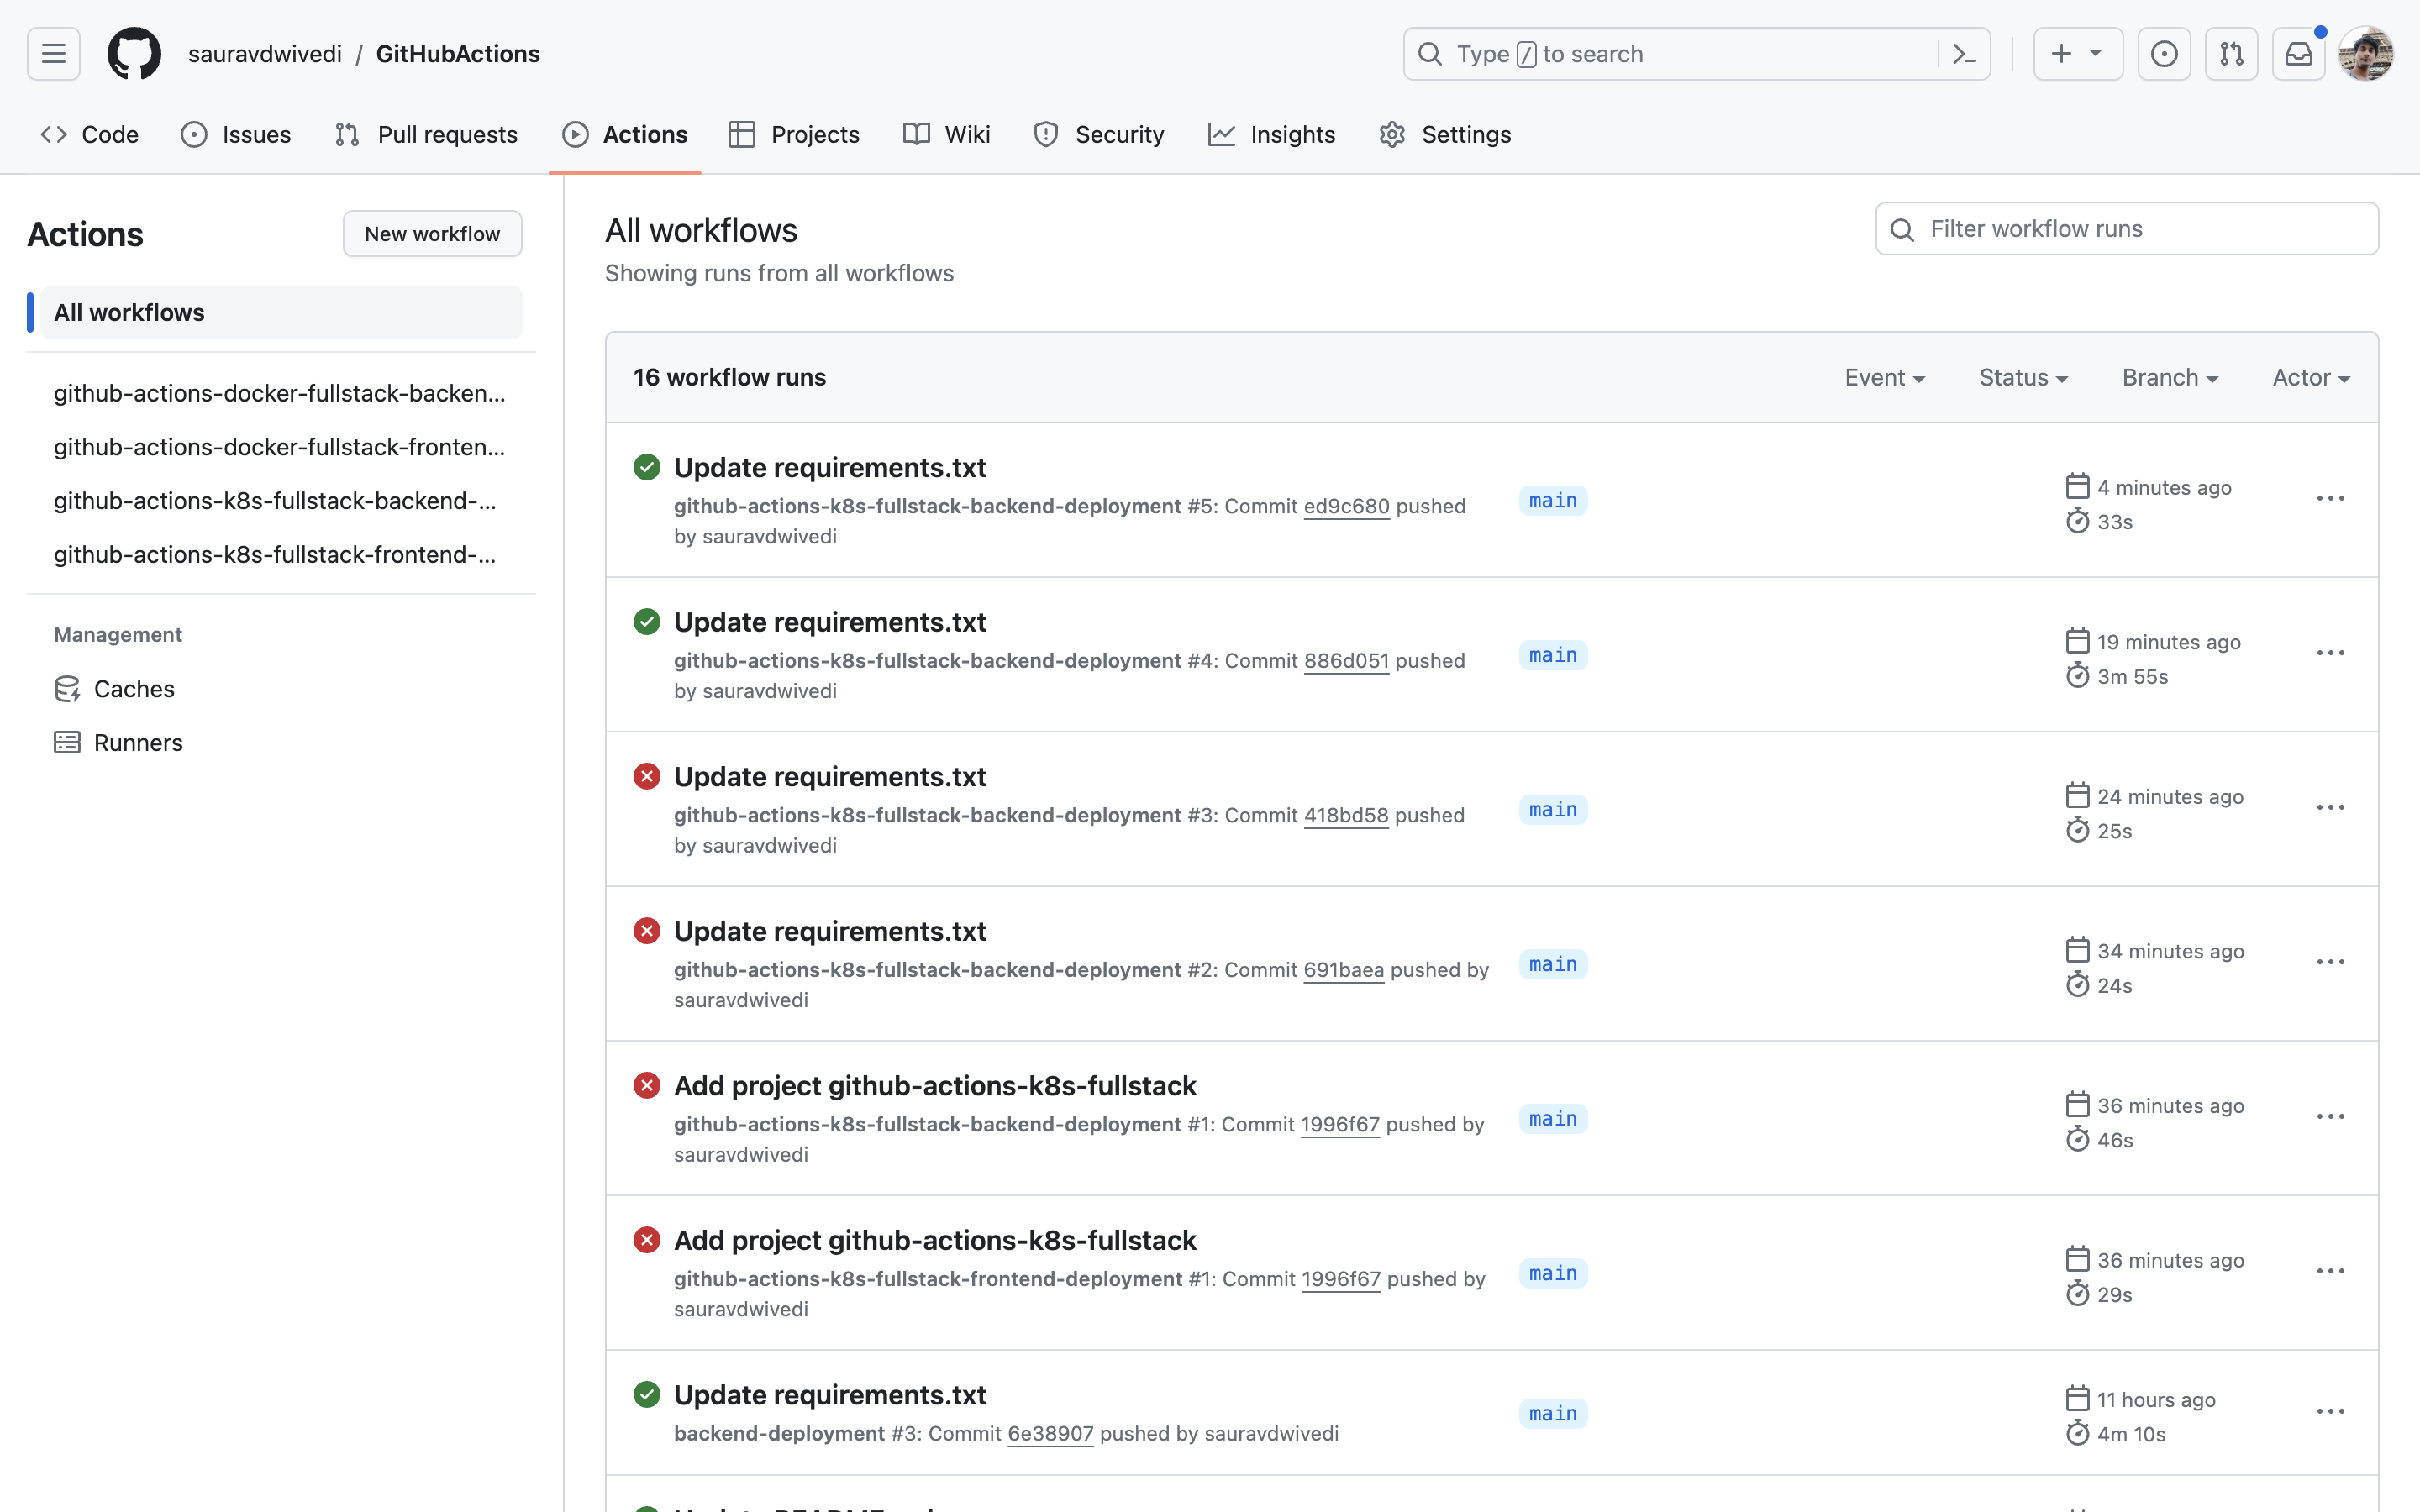 sauravdwivedi / GitHubActions
Type / to search
Code
Issues
Pull requests
Actions
Projects
Wiki
Security
Insights
Settings
Actions
New workflow
All workflows
github-actions-docker-fullstack-backen...
github-actions-docker-fullstack-fronten...
github-actions-k8s-fullstack-backend-...
github-actions-k8s-fullstack-frontend-...
Management
Caches
Runners
All workflows
Showing runs from all workflows
Filter workflow runs
16 workflow runs
Event
Status
Branch
Actor
Update requirements.txt
github-actions-k8s-fullstack-backend-deployment #5: Commit ed9c680 pushed
by sauravdwivedi
main
4 minutes ago
33s
Update requirements.txt
github-actions-k8s-fullstack-backend-deployment #4: Commit 886d051 pushed
by sauravdwivedi
main
19 minutes ago
3m 55s
Update requirements.txt
github-actions-k8s-fullstack-backend-deployment #3: Commit 418bd58 pushed
by sauravdwivedi
main
24 minutes ago
25s
Update requirements.txt
github-actions-k8s-fullstack-backend-deployment #2: Commit 691baea pushed by
sauravdwivedi
main
34 minutes ago
24s
Add project github-actions-k8s-fullstack
github-actions-k8s-fullstack-backend-deployment #1: Commit 1996f67 pushed by
sauravdwivedi
main
36 minutes ago
46s
Add project github-actions-k8s-fullstack
github-actions-k8s-fullstack-frontend-deployment #1: Commit 1996f67 pushed by
sauravdwivedi
main
36 minutes ago
29s
Update requirements.txt
backend-deployment #3: Commit 6e38907 pushed by sauravdwivedi
main
11 hours ago
4m 10s